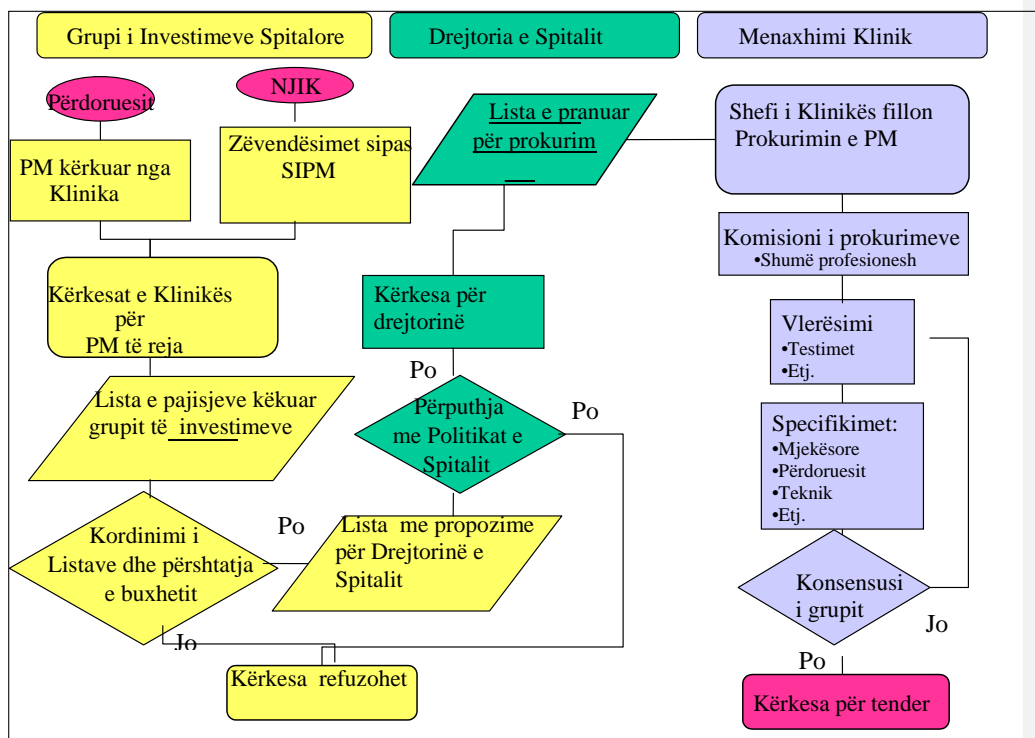 Grupi i Investimeve Spitalore
Drejtoria e Spitalit
Menaxhimi Klinik
Përdoruesit
NJIK
PM kërkuar nga
Klinika
Zëvendësimet sipas
SIPM
Kërkesat e Klinikës
për
PM të reja
Lista e pajisjeve këkuar
grupit të investimeve
Kordinimi i
Listave dhe përshtatja
e buxhetit
Po
Jo
Lista me propozime
për Drejtorinë e
Spitalit
Kërkesa refuzohet
Lista e pranuar
për prokurim
Kërkesa për
drejtorinë
Po
Përputhja
me Politikat e
Spitalit
Po
Shefi i Klinikës fillon
Prokurimin e PM
Komisioni i prokurimeve
•Shumë profesionesh
Vlerësimi
•Testimet
•Etj.
Specifikimet:
•Mjekësore
•Përdoruesit
•Teknik
•Etj.
Konsensusi
i grupit
Jo
Po
Kërkesa për tender